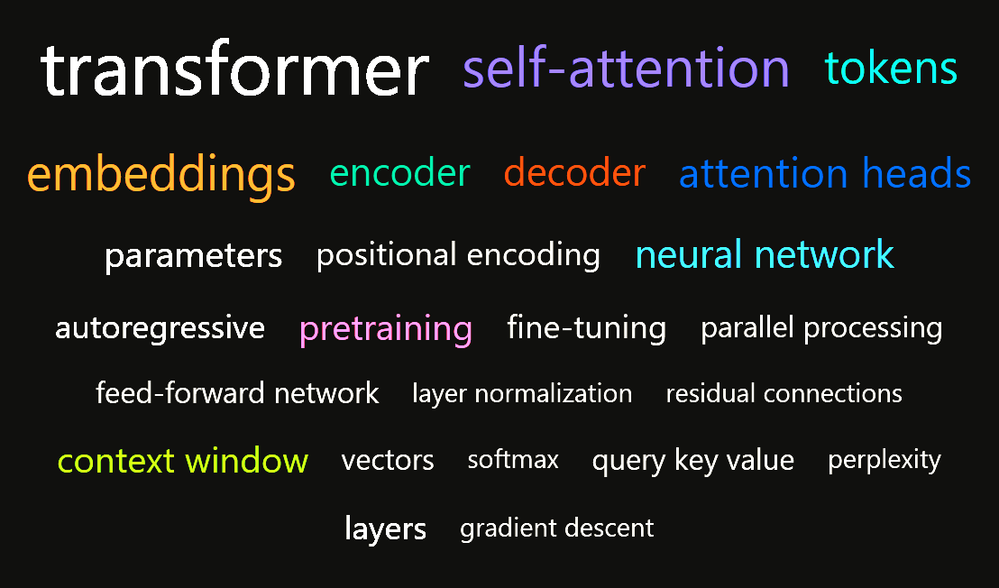 transformer self-attention tokens
embeddings encoder decoder attention heads
parameters positional encoding neural network
autoregressive pretraining fine-tuning parallel processing
feed-forward network layer normalization residual connections
context window vectors softmax query key value perplexity
layers gradient descent